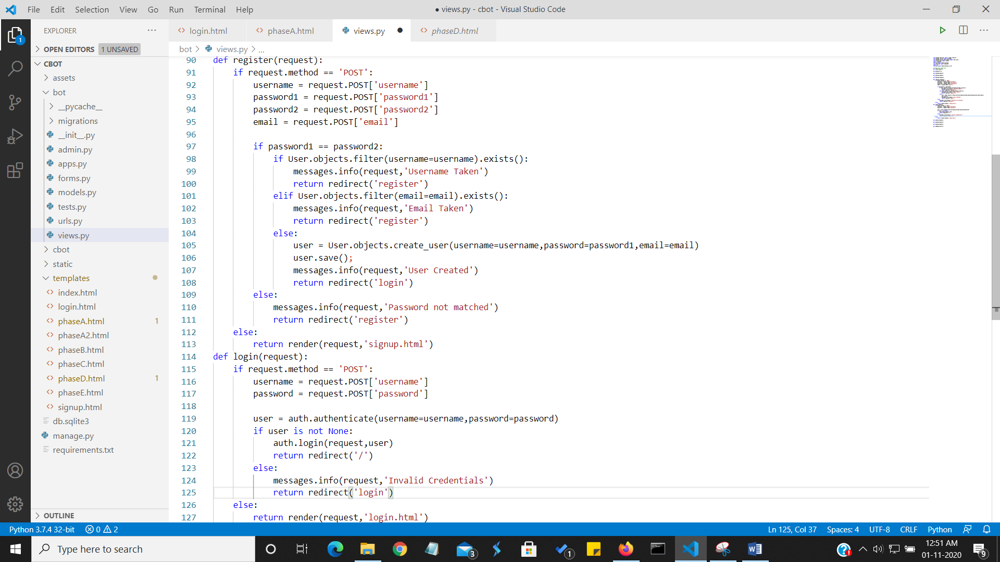 File Edit Selection View Go Run Terminal Help
● views.py - cbot - Visual Studio Code
1
EXPLORER ...
login.html
phaseA.html
views.py
phaseD.html
OPEN EDITORS 1 UNSAVED
bot > views.py > ...
CBOT
assets
bot
__pycache__
migrations
__init__.py
admin.py
apps.py
forms.py
models.py
tests.py
urls.py
views.py
cbot
static
templates
index.html
login.html
phaseA.html 1
phaseA2.html
phaseB.html
phaseC.html
phaseD.html 1
phaseE.html
signup.html
db.sqlite3
manage.py
requirements.txt
OUTLINE
90 def register(request):
91 if request.method == 'POST':
92 username = request.POST['username']
93 password1 = request.POST['password1']
94 password2 = request.POST['password2']
95 email = request.POST['email']
96
97 if password1 == password2:
98 if User.objects.filter(username=username).exists():
99 messages.info(request,'Username Taken')
100 return redirect('register')
101 elif User.objects.filter(email=email).exists():
102 messages.info(request,'Email Taken')
103 return redirect('register')
104 else:
105 user = User.objects.create_user(username=username,password=password1,email=email)
106 user.save();
107 messages.info(request,'User Created')
108 return redirect('login')
109 else:
110 messages.info(request,'Password not matched')
111 return redirect('register')
112 else:
113 return render(request,'signup.html')
114 def login(request):
115 if request.method == 'POST':
116 username = request.POST['username']
117 password = request.POST['password']
118
119 user = auth.authenticate(username=username,password=password)
120 if user is not None:
121 auth.login(request,user)
122 return redirect('/')
123 else:
124 messages.info(request,'Invalid Credentials')
125 return redirect('login')
126 else:
127 return render(request,'login.html')
Python 3.7.4 32-bit 0 2
Ln 125, Col 37 Spaces: 4 UTF-8 CRLF Python
Type here to search
3
1
12:51 AM
01-11-2020
9